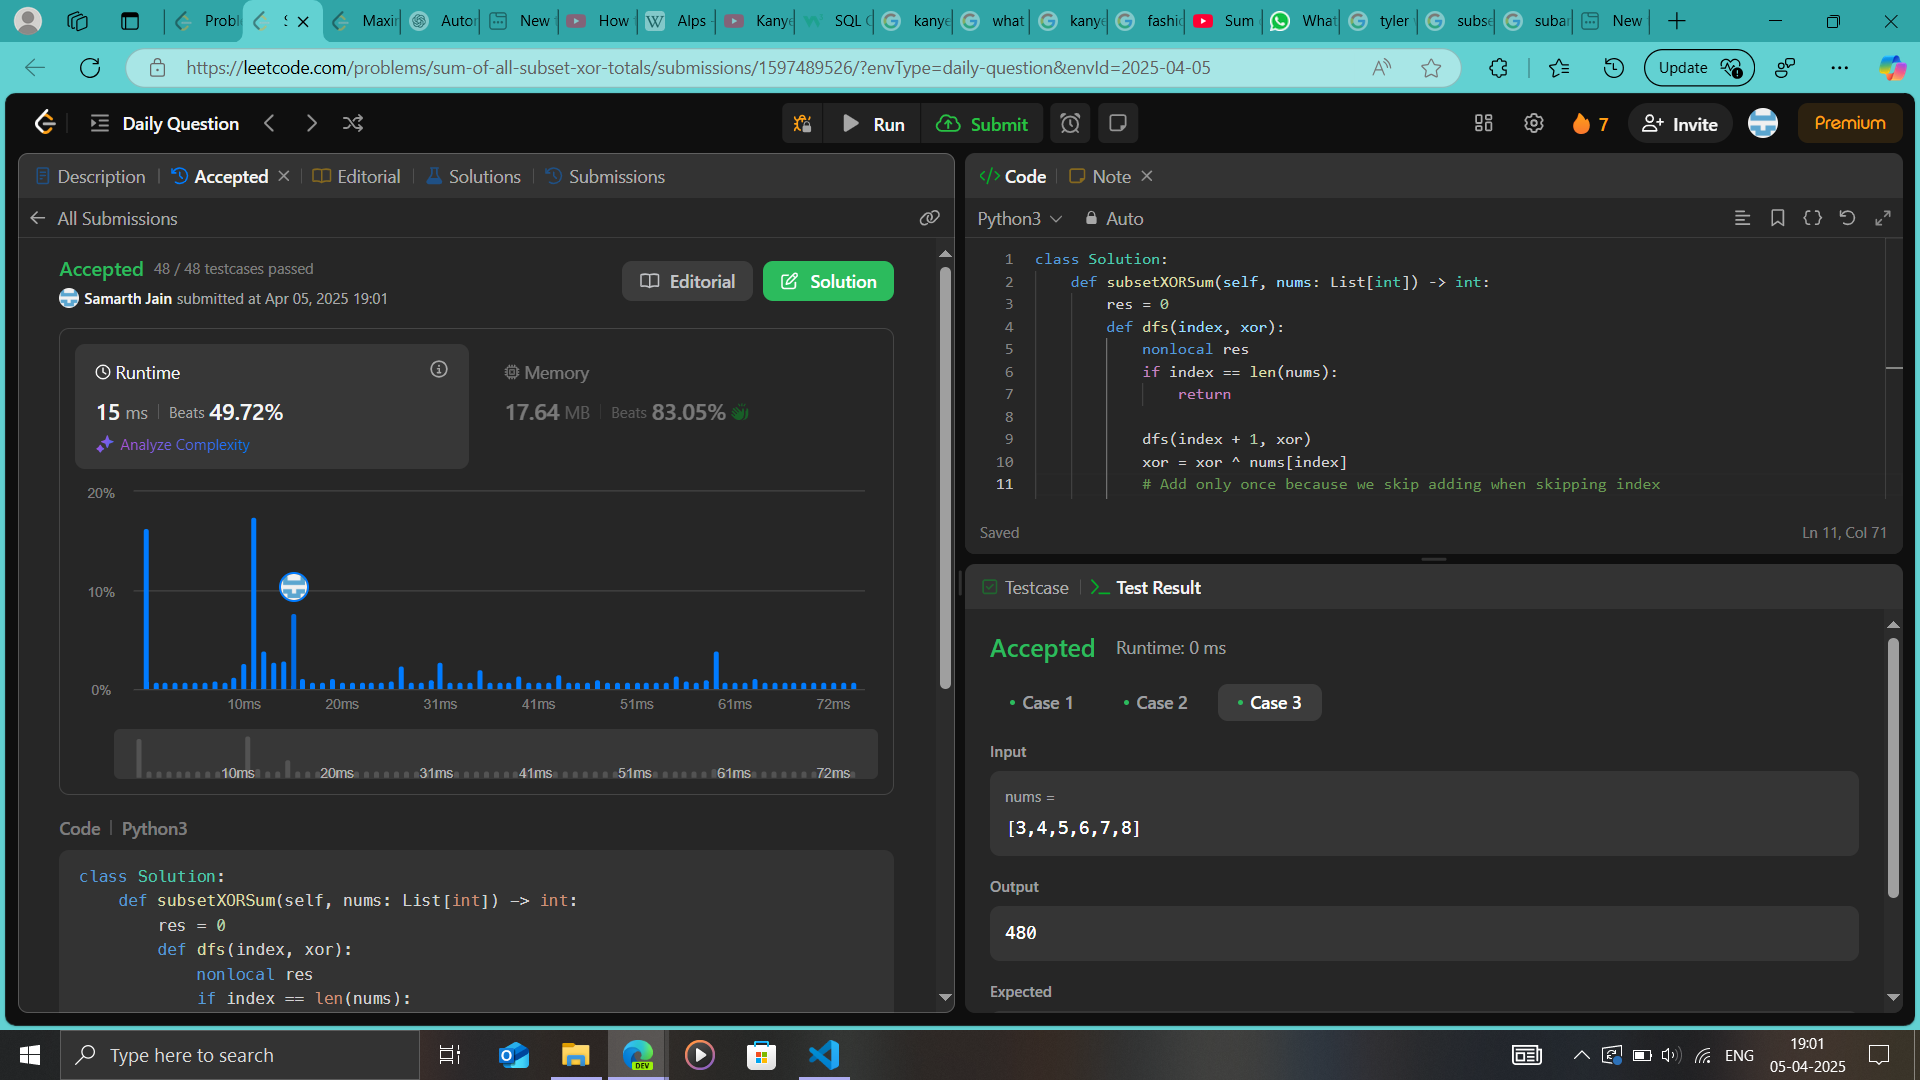 Probl
S
Maxin
Autor
New t
How t
Alps -
Kanye
SQL C
kanye
what
kanye
fashio
Sum
What
tyler v
subse
subar
New
https://leetcode.com/problems/sum-of-all-subset-xor-totals/submissions/1597489526/?envType=daily-question&envId=2025-04-05
Update
Daily Question
Run
Submit
7
Invite
Premium
Description
Accepted
Editorial
Solutions
Submissions
All Submissions
Accepted 48 / 48 testcases passed
Samarth Jain submitted at Apr 05, 2025 19:01
Editorial
Solution
Runtime
15 ms | Beats 49.72%
Analyze Complexity
Memory
17.64 MB | Beats 83.05%
20%
10%
0%
10ms 20ms 31ms 41ms 51ms 61ms 72ms
10ms 20ms 31ms 41ms 51ms 61ms 72ms
Code | Python3
class Solution:
def subsetXORSum(self, nums: List[int]) -> int:
res = 0
def dfs(index, xor):
nonlocal res
if index == len(nums):
</> Code
Note
Python3
Auto
1 class Solution:
2 def subsetXORSum(self, nums: List[int]) -> int:
3 res = 0
4 def dfs(index, xor):
5 nonlocal res
6 if index == len(nums):
7 return
8
9 dfs(index + 1, xor)
10 xor = xor ^ nums[index]
11 # Add only once because we skip adding when skipping index
Saved
Ln 11, Col 71
Testcase
Test Result
Accepted Runtime: 0 ms
Case 1
Case 2
Case 3
Input
nums =
[3,4,5,6,7,8]
Output
480
Expected
Type here to search
DEV
ENG
19:01
05-04-2025